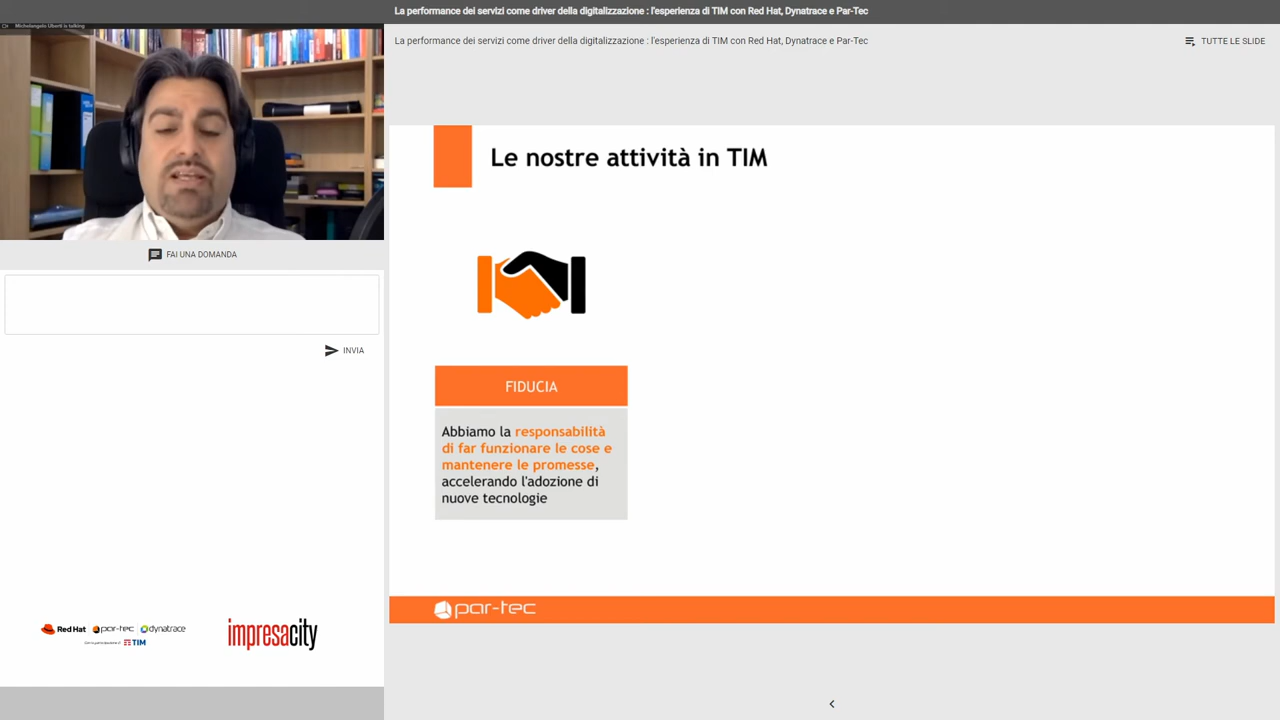 La performance dei servizi come driver della digitalizzazione : l'esperienza di TIM con Red Hat, Dynatrace e Par-Tec
Michelangelo Uberti is talking
La performance dei servizi come driver della digitalizzazione : l'esperienza di TIM con Red Hat, Dynatrace e Par-Tec
TUTTE LE SLIDE
Le nostre attività in TIM
FAI UNA DOMANDA
INVIA
FIDUCIA
Abbiamo la responsabilità
di far funzionare le cose e
mantenere le promesse,
accelerando l'adozione di
nuove tecnologie
par-tec
Red Hat par-tec dynatrace
Con la partecipazione di TIM
impresacity